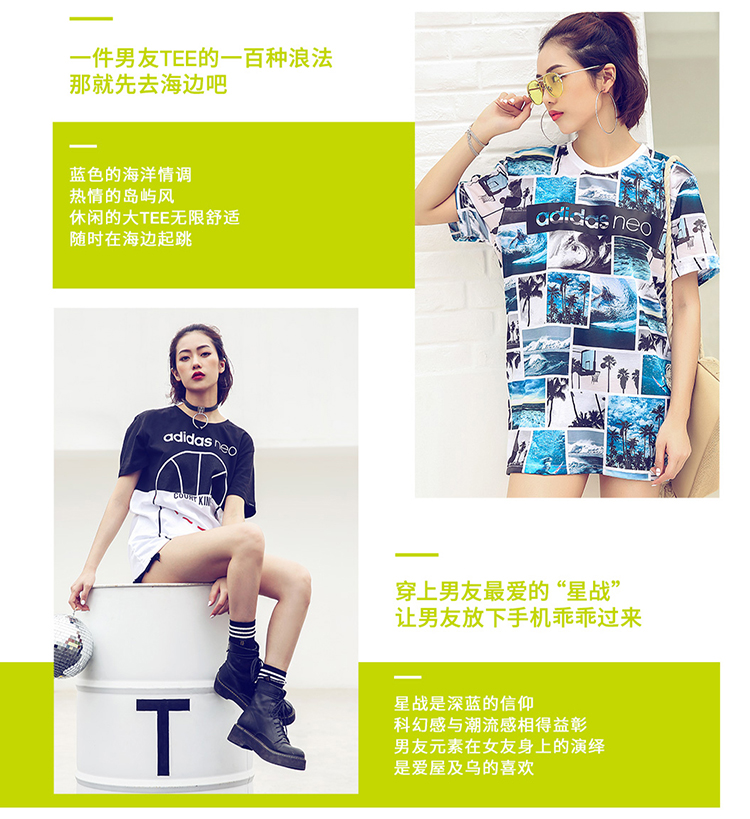 一件男友TEE的一百种浪法
那就先去海边吧
蓝色的海洋情调
热情的岛屿风
休闲的大TEE无限舒适
随时在海边起跳
adidas neo
adidas neo
COURT KIN
T
穿上男友最爱的“星战”
让男友放下手机乖乖过来
星战是深蓝的信仰
科幻感与潮流感相得益彰
男友元素在女友身上的演绎
是爱屋及乌的喜欢